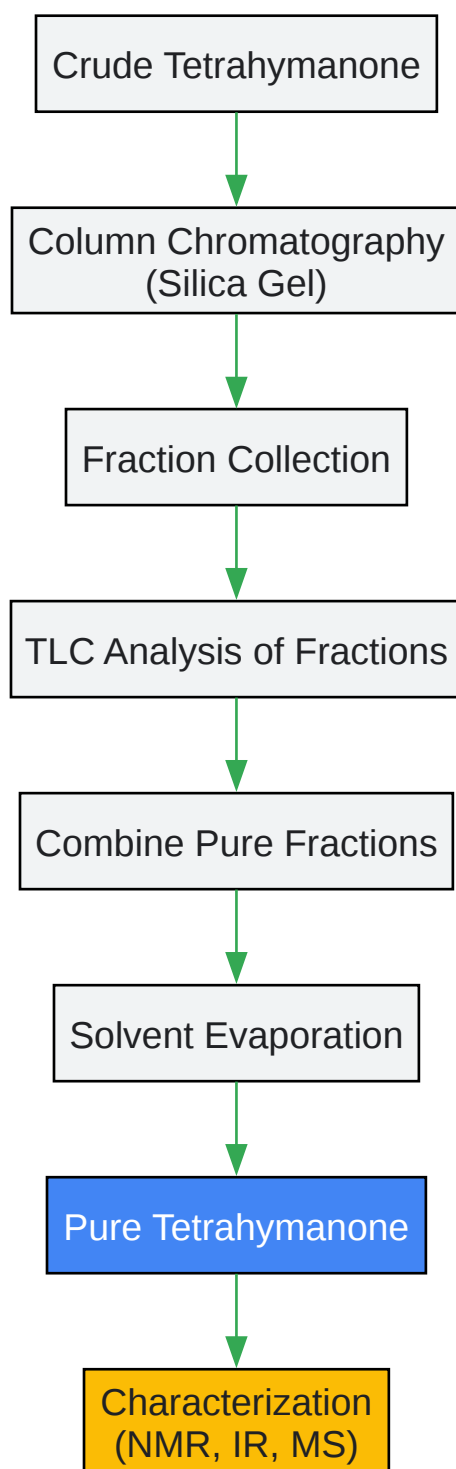 Crude Tetrahymanone
Column Chromatography
(Silica Gel)
Fraction Collection
TLC Analysis of Fractions
Combine Pure Fractions
Solvent Evaporation
Pure Tetrahymanone
Characterization
(NMR, IR, MS)